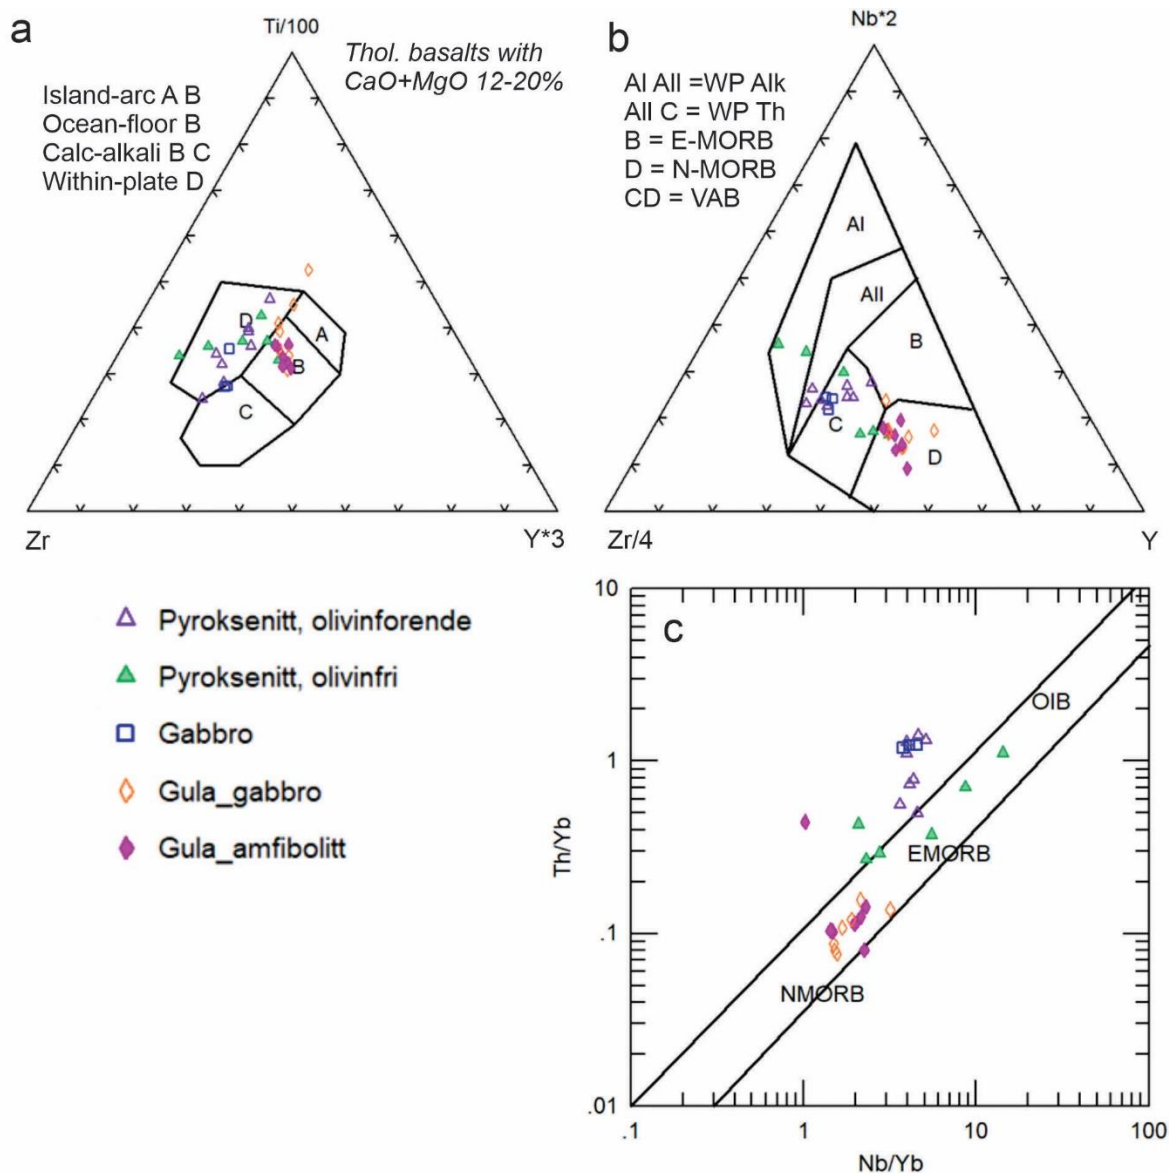 a
Ti/100
Thol. basalts with
CaO+MgO 12-20%
Island-arc A B
Ocean-floor B
Calc-alkali B C
Within-plate D
D
A
B
C
Zr
Y*3
b
Nb*2
AI AII =WP Alk
AII C = WP Th
B = E-MORB
D = N-MORB
CD = VAB
AI
AII
B
C
D
Zr/4
Y
Pyroksenitt, olivinforende
Pyroksenitt, olivinfri
Gabbro
Gula_gabbro
Gula_amfibolitt
c
10
1
.1
.01
Th/Yb
OIB
EMORB
NMORB
.1
1
10
100
Nb/Yb